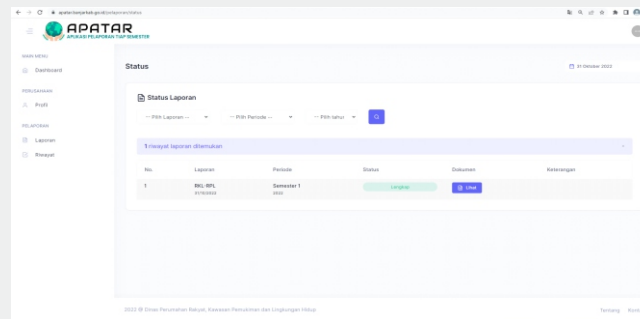 apatar.banjarkab.go.id/pelaporan/status
APATAR
APLIKASI PELAPORAN TIAP SEMESTER
MAIN MENU
Dashboard
PERUSAHAAN
Profil
PELAPORAN
Laporan
Riwayat
Status
31 Oktober 2022
Status Laporan
-- Pilih Laporan --
-- Pilih Periode --
-- Pilih tahun
1 riwayat laporan ditemukan
No. Laporan Periode Status Dokumen Keterangan
1 RKL-RPL Semester 1 Lengkap Lihat
2022 © Dinas Perumahan Rakyat, Kawasan Permukiman dan Lingkungan Hidup
Tentang